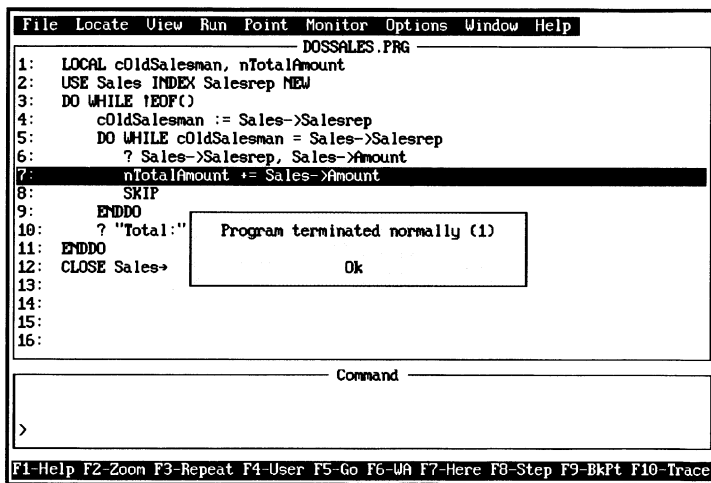 File Locate View Run Point Monitor Options Window Help
DOSSALES.PRG
1: LOCAL cOldSalesman, nTotalAmount
2: USE Sales INDEX Salesrep NEW
3: DO WHILE !EOF()
4: cOldSalesman := Sales->Salesrep
5: DO WHILE cOldSalesman = Sales->Salesrep
6: ? Sales->Salesrep, Sales->Amount
7: nTotalAmount += Sales->Amount
8: SKIP
9: ENDDO
10: ? "Total:"
11: ENDDO
12: CLOSE Sales→
13:
14:
15:
16:
Program terminated normally (1)
Ok
Command
>
F1-Help F2-Zoom F3-Repeat F4-User F5-Go F6-WA F7-Here F8-Step F9-BkPt F10-Trace